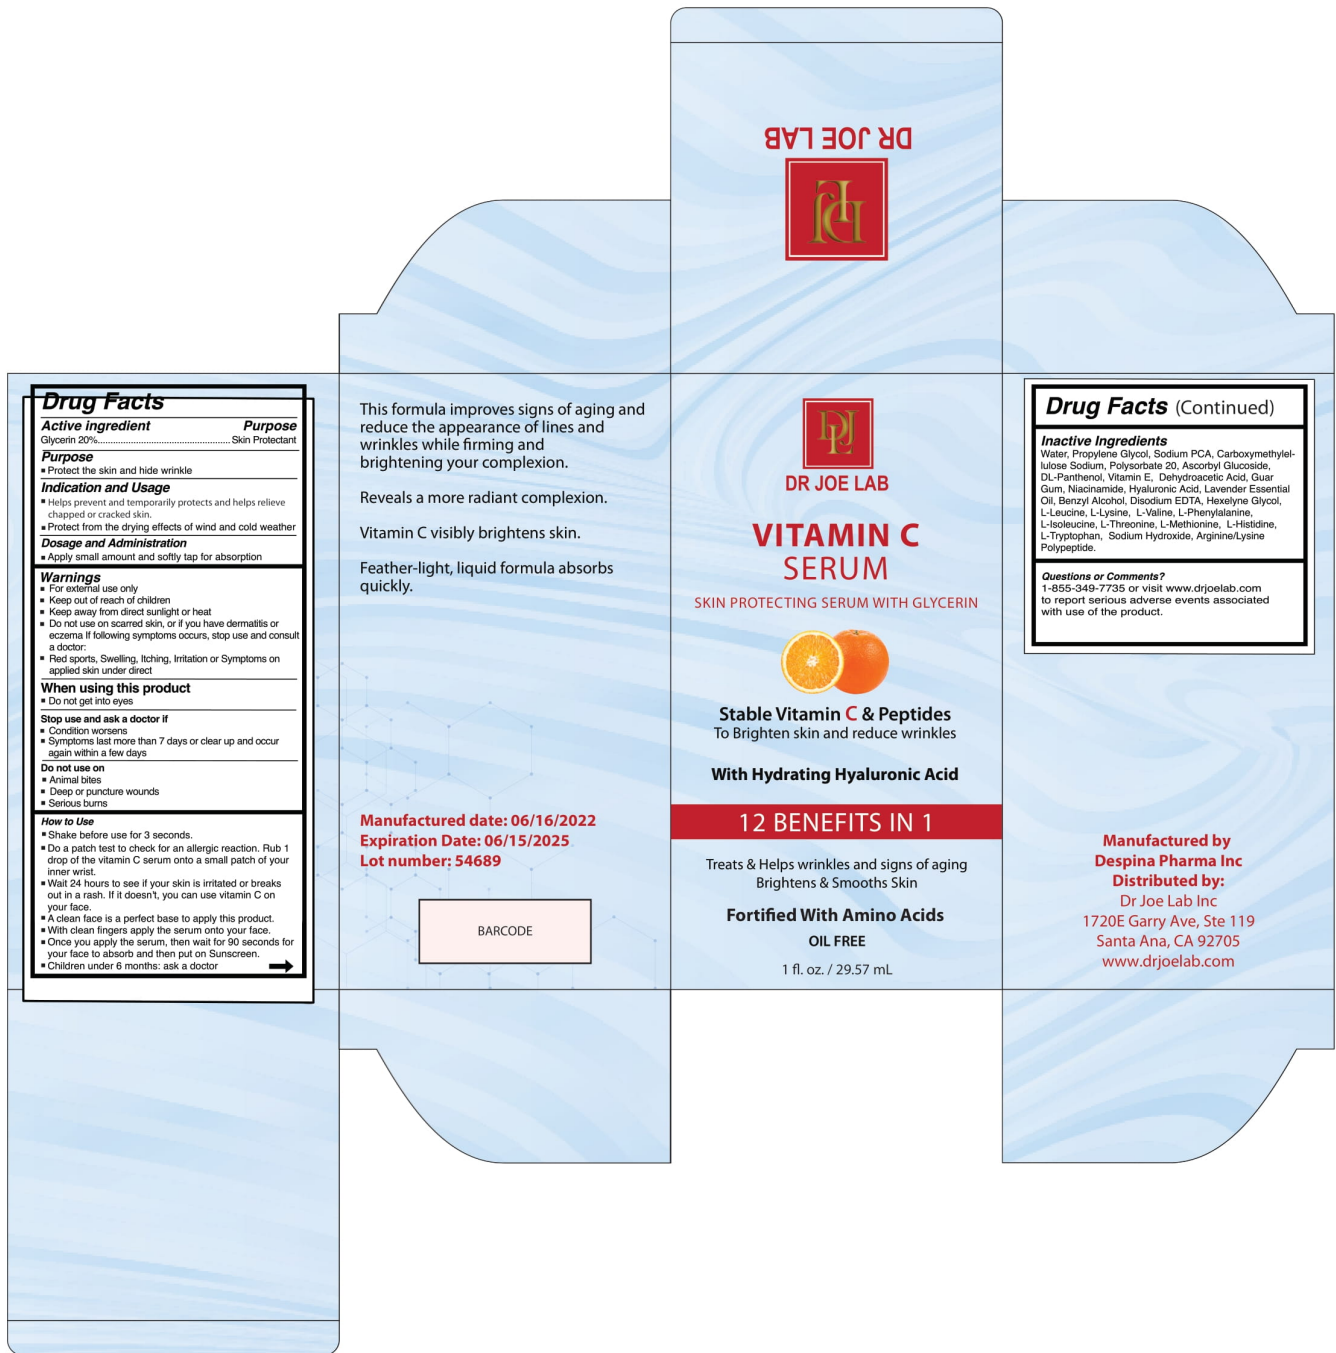 DR JOE LAB
Drug Facts
Active ingredient Purpose
Glycerin 20%.................................................Skin Protectant
Purpose
▪ Protect the skin and hide wrinkle
Indication and Usage
▪ Helps prevent and temporarily protects and helps relieve
chapped or cracked skin.
▪ Protect from the drying effects of wind and cold weather
Dosage and Administration
▪ Apply small amount and softly tap for absorption
Warnings
▪ For external use only
▪ Keep out of reach of children
▪ Keep away from direct sunlight or heat
▪ Do not use on scarred skin, or if you have dermatitis or
eczema If following symptoms occurs, stop use and consult
a doctor:
▪ Red sports, Swelling, Itching, Irritation or Symptoms on
applied skin under direct
When using this product
▪ Do not get into eyes
Stop use and ask a doctor if
▪ Condition worsens
▪ Symptoms last more than 7 days or clear up and occur
again within a few days
Do not use on
▪ Animal bites
▪ Deep or puncture wounds
▪ Serious burns
How to Use
▪ Shake before use for 3 seconds.
▪ Do a patch test to check for an allergic reaction. Rub 1
drop of the vitamin C serum onto a small patch of your
inner wrist.
▪ Wait 24 hours to see if your skin is irritated or breaks
out in a rash. If it doesn't, you can use vitamin C on
your face.
▪ A clean face is a perfect base to apply this product.
▪ With clean fingers apply the serum onto your face.
▪ Once you apply the serum, then wait for 90 seconds for
your face to absorb and then put on Sunscreen.
▪ Children under 6 months: ask a doctor
This formula improves signs of aging and
reduce the appearance of lines and
wrinkles while firming and
brightening your complexion.
Reveals a more radiant complexion.
Vitamin C visibly brightens skin.
Feather-light, liquid formula absorbs
quickly.
Manufactured date: 06/16/2022
Expiration Date: 06/15/2025
Lot number: 54689
BARCODE
DR JOE LAB
VITAMIN C
SERUM
SKIN PROTECTING SERUM WITH GLYCERIN
Stable Vitamin C & Peptides
To Brighten skin and reduce wrinkles
With Hydrating Hyaluronic Acid
12 BENEFITS IN 1
Treats & Helps wrinkles and signs of aging
Brightens & Smooths Skin
Fortified With Amino Acids
OIL FREE
1 fl. oz. / 29.57 mL
Drug Facts (Continued)
Inactive Ingredients
Water, Propylene Glycol, Sodium PCA, Carboxymethylel-
lulose Sodium, Polysorbate 20, Ascorbyl Glucoside,
DL-Panthenol, Vitamin E, Dehydroacetic Acid, Guar
Gum, Niacinamide, Hyaluronic Acid, Lavender Essential
Oil, Benzyl Alcohol, Disodium EDTA, Hexelyne Glycol,
L-Leucine, L-Lysine, L-Valine, L-Phenylalanine,
L-Isoleucine, L-Threonine, L-Methionine, L-Histidine,
L-Tryptophan, Sodium Hydroxide, Arginine/Lysine
Polypeptide.
Questions or Comments?
1-855-349-7735 or visit www.drjoelab.com
to report serious adverse events associated
with use of the product.
Manufactured by
Despina Pharma Inc
Distributed by:
Dr Joe Lab Inc
1720E Garry Ave, Ste 119
Santa Ana, CA 92705
www.drjoelab.com